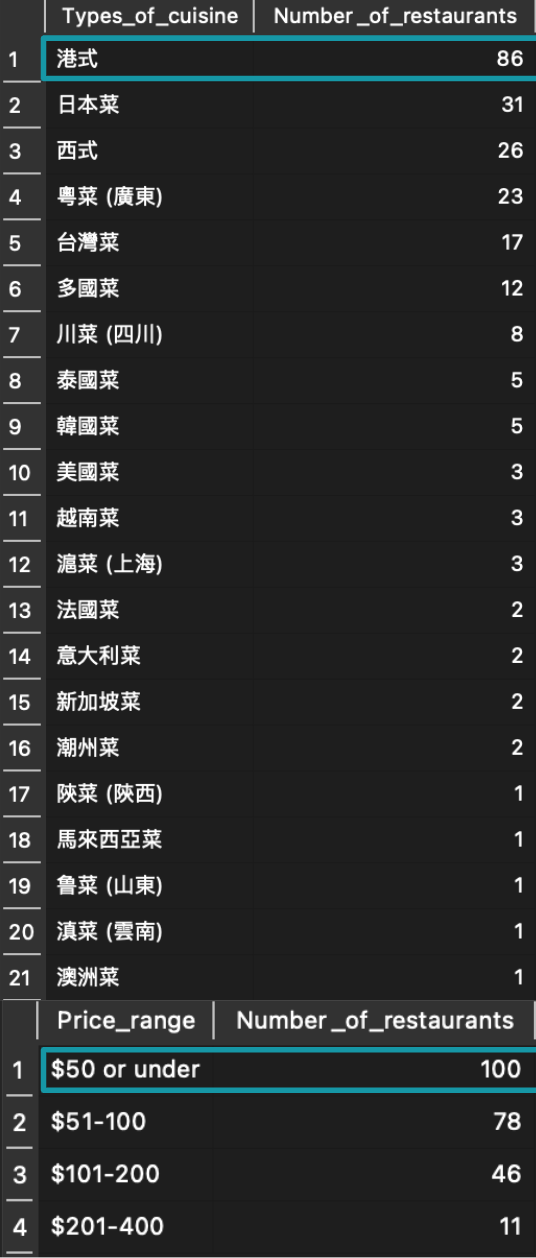 Types_of_cuisine Number_of_restaurants
1 港式 86
2 日本菜 31
3 西式 26
4 粵菜 (廣東) 23
5 台灣菜 17
6 多國菜 12
7 川菜 (四川) 8
8 泰國菜 5
9 韓國菜 5
10 美國菜 3
11 越南菜 3
12 滬菜 (上海) 3
13 法國菜 2
14 意大利菜 2
15 新加坡菜 2
16 潮州菜 2
17 陝菜 (陝西) 1
18 馬來西亞菜 1
19 鲁菜 (山東) 1
20 滇菜 (雲南) 1
21 澳洲菜 1
Price_range Number_of_restaurants
1 $50 or under 100
2 $51-100 78
3 $101-200 46
4 $201-400 11